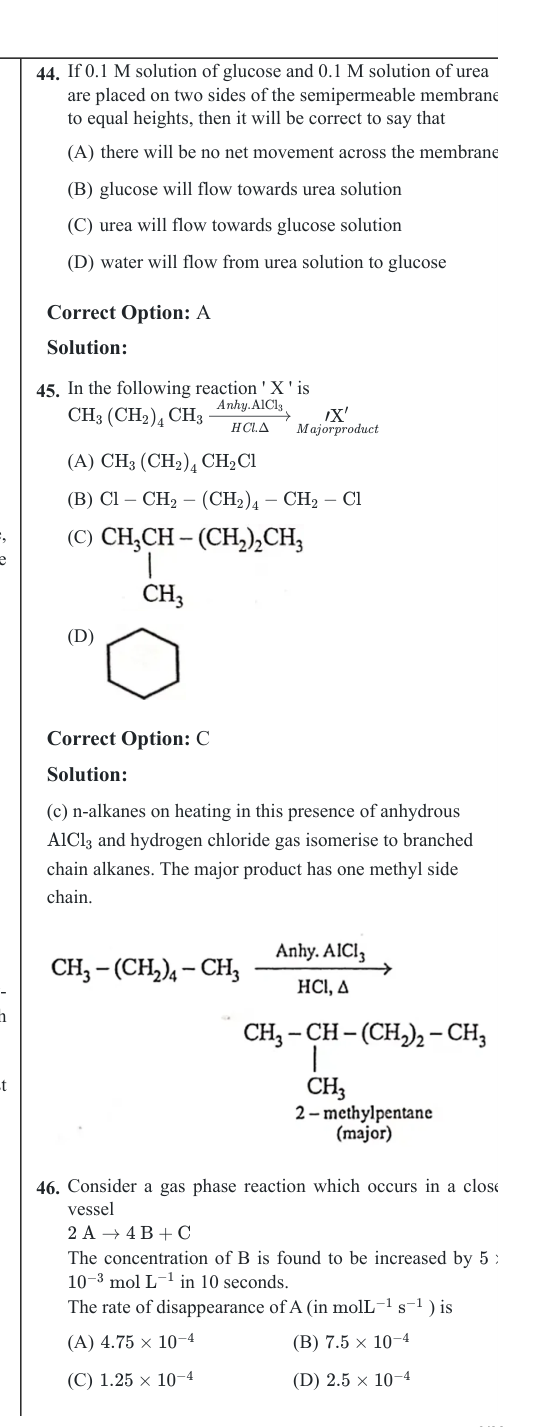 44. If 0.1 M solution of glucose and 0.1 M solution of urea
are placed on two sides of the semipermeable membrane
to equal heights, then it will be correct to say that
(A) there will be no net movement across the membrane
(B) glucose will flow towards urea solution
(C) urea will flow towards glucose solution
(D) water will flow from urea solution to glucose
Correct Option: A
Solution:
45. In the following reaction ' X ' is
CH₃ (CH₂)₄ CH₃ Anhy.AlCl₃ → HCl.Δ ′X′ Majorproduct
(A) CH₃ (CH₂)₄ CH₂Cl
(B) Cl − CH₂ − (CH₂)₄ − CH₂ − Cl
(C) CH₃CH – (CH₂)₂CH₃
|
CH₃
(D)
Correct Option: C
Solution:
(c) n-alkanes on heating in this presence of anhydrous
AlCl₃ and hydrogen chloride gas isomerise to branched
chain alkanes. The major product has one methyl side
chain.
CH₃ – (CH₂)₄ – CH₃ Anhy. AlCl₃ → HCl, Δ
CH₃ – CH – (CH₂)₂ – CH₃
|
CH₃
2 – methylpentane
(major)
46. Consider a gas phase reaction which occurs in a close
vessel
2 A → 4 B + C
The concentration of B is found to be increased by 5
10⁻³ mol L⁻¹ in 10 seconds.
The rate of disappearance of A (in molL⁻¹ s⁻¹ ) is
(A) 4.75 × 10⁻⁴ (B) 7.5 × 10⁻⁴
(C) 1.25 × 10⁻⁴ (D) 2.5 × 10⁻⁴